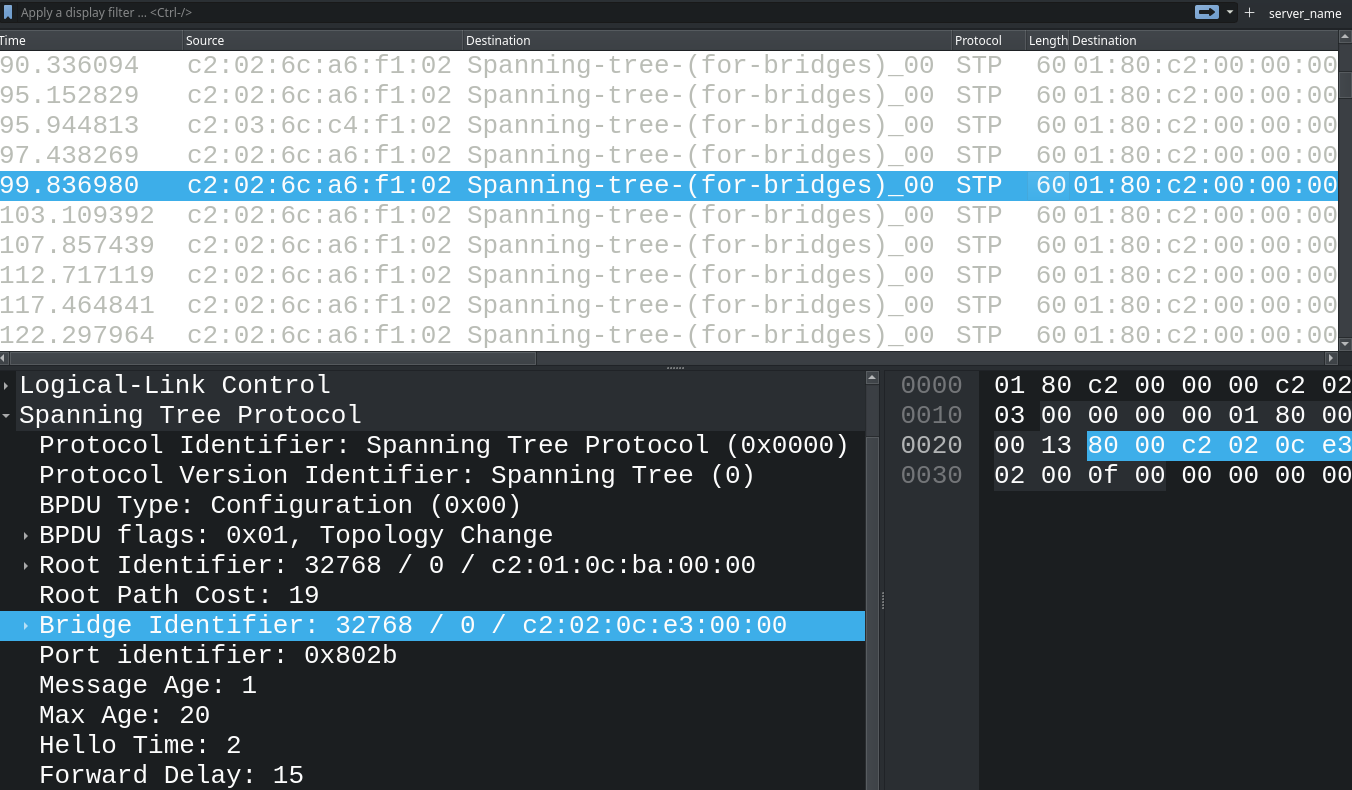 Apply a display filter ... <Ctrl-/> + server_name
Time Source Destination Protocol Length Destination
90.336094 c2:02:6c:a6:f1:02 Spanning-tree-(for-bridges)_00 STP 60 01:80:c2:00:00:00
95.152829 c2:02:6c:a6:f1:02 Spanning-tree-(for-bridges)_00 STP 60 01:80:c2:00:00:00
95.944813 c2:03:6c:c4:f1:02 Spanning-tree-(for-bridges)_00 STP 60 01:80:c2:00:00:00
97.438269 c2:02:6c:a6:f1:02 Spanning-tree-(for-bridges)_00 STP 60 01:80:c2:00:00:00
99.836980 c2:02:6c:a6:f1:02 Spanning-tree-(for-bridges)_00 STP 60 01:80:c2:00:00:00
103.109392 c2:02:6c:a6:f1:02 Spanning-tree-(for-bridges)_00 STP 60 01:80:c2:00:00:00
107.857439 c2:02:6c:a6:f1:02 Spanning-tree-(for-bridges)_00 STP 60 01:80:c2:00:00:00
112.717119 c2:02:6c:a6:f1:02 Spanning-tree-(for-bridges)_00 STP 60 01:80:c2:00:00:00
117.464841 c2:02:6c:a6:f1:02 Spanning-tree-(for-bridges)_00 STP 60 01:80:c2:00:00:00
122.297964 c2:02:6c:a6:f1:02 Spanning-tree-(for-bridges)_00 STP 60 01:80:c2:00:00:00
Logical-Link Control
Spanning Tree Protocol
Protocol Identifier: Spanning Tree Protocol (0x0000)
Protocol Version Identifier: Spanning Tree (0)
BPDU Type: Configuration (0x00)
BPDU flags: 0x01, Topology Change
Root Identifier: 32768 / 0 / c2:01:0c:ba:00:00
Root Path Cost: 19
Bridge Identifier: 32768 / 0 / c2:02:0c:e3:00:00
Port identifier: 0x802b
Message Age: 1
Max Age: 20
Hello Time: 2
Forward Delay: 15
0000 01 80 c2 00 00 00 c2 02
0010 03 00 00 00 00 01 80 00
0020 00 13 80 00 c2 02 0c e3
0030 02 00 0f 00 00 00 00 00